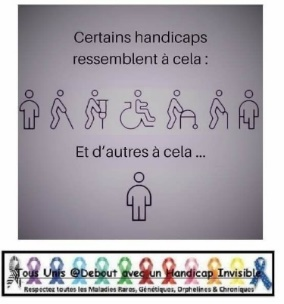 Certains handicaps
ressemblent à cela :
Et d'autres à cela ...
Tous Unis @Debout avec un Handicap Invisible
Respectez toutes les Maladies Rares, Génétiques, Orphelines & Chroniques